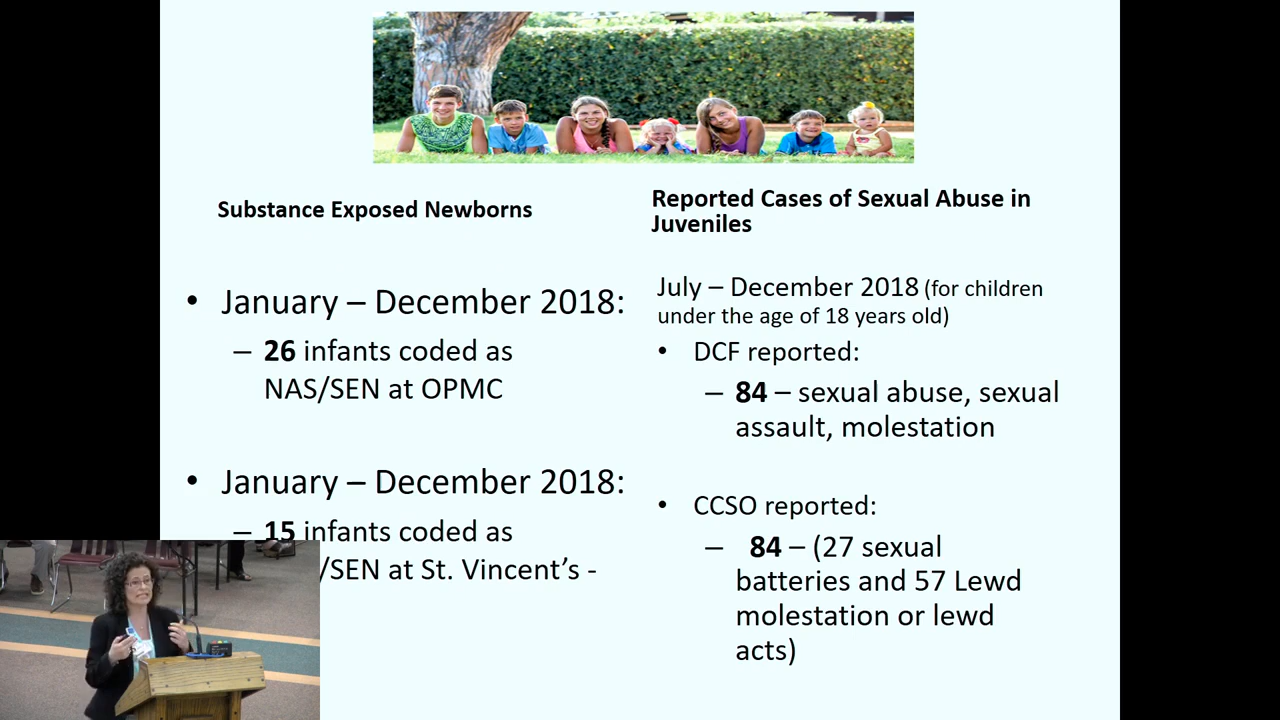 Substance Exposed Newborns
• January – December 2018:
– 26 infants coded as
NAS/SEN at OPMC
• January – December 2018:
– 15 infants coded as
/SEN at St. Vincent’s -
Reported Cases of Sexual Abuse in
Juveniles
July – December 2018 (for children
under the age of 18 years old)
• DCF reported:
– 84 – sexual abuse, sexual
assault, molestation
• CCSO reported:
– 84 – (27 sexual
batteries and 57 Lewd
molestation or lewd
acts)